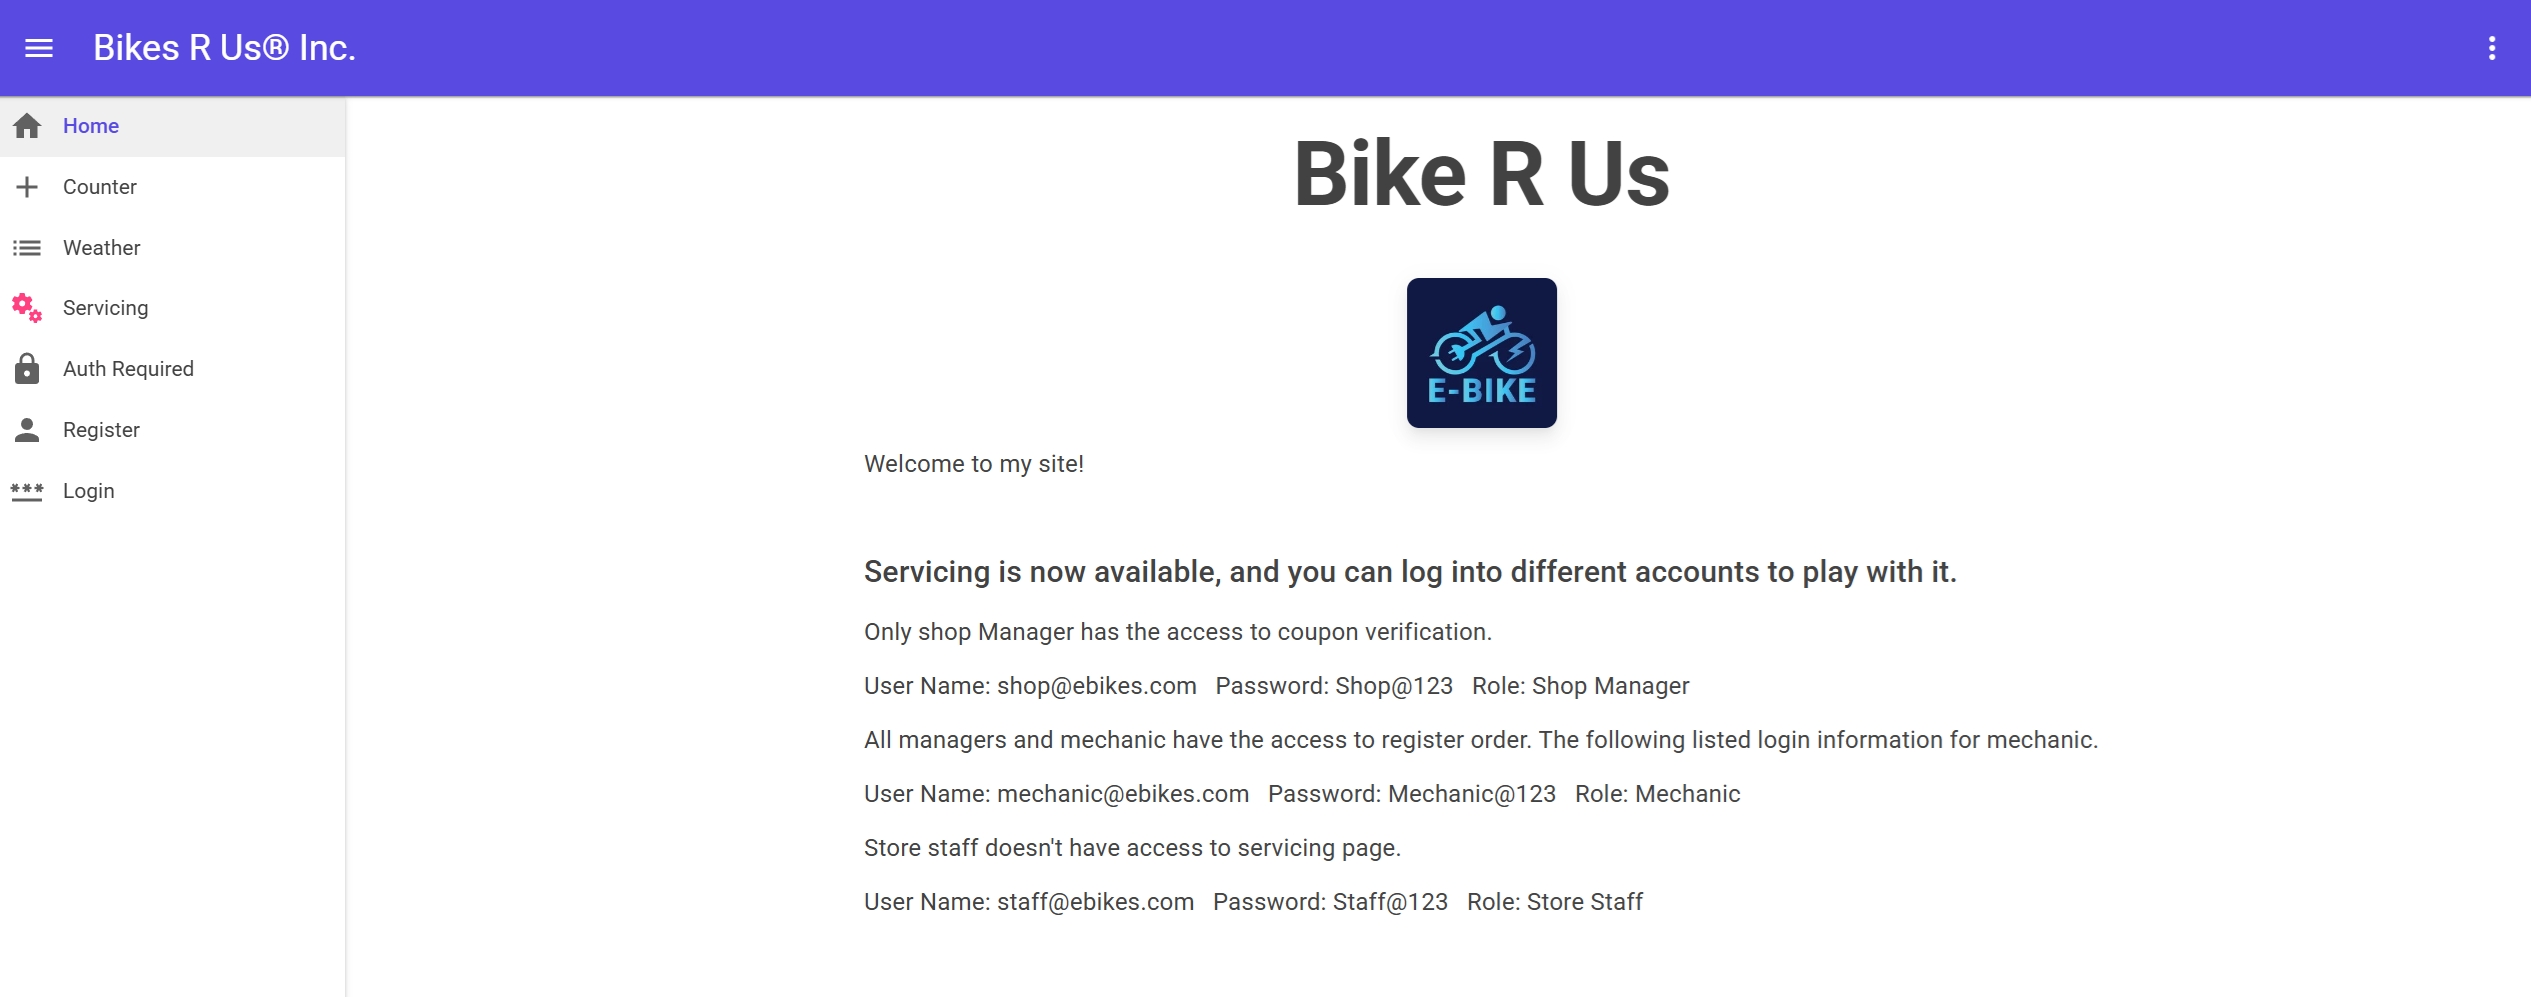 Bikes R Us® Inc.
Home
Counter
Weather
Servicing
Auth Required
Register
Login
Bike R Us
E-BIKE
Welcome to my site!
Servicing is now available, and you can log into different accounts to play with it.
Only shop Manager has the access to coupon verification.
User Name: shop@ebikes.com Password: Shop@123 Role: Shop Manager
All managers and mechanic have the access to register order. The following listed login information for mechanic.
User Name: mechanic@ebikes.com Password: Mechanic@123 Role: Mechanic
Store staff doesn't have access to servicing page.
User Name: staff@ebikes.com Password: Staff@123 Role: Store Staff